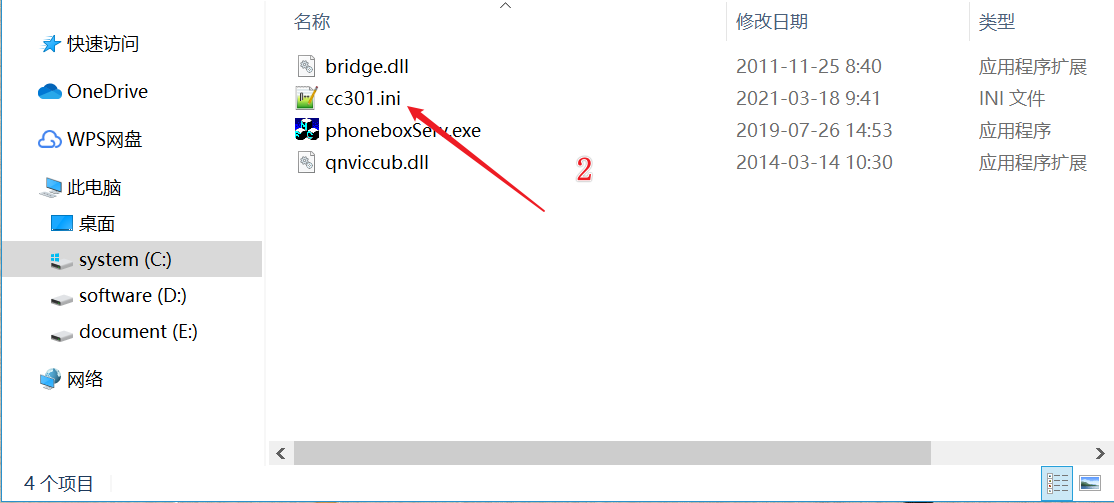 名称 修改日期 类型
快速访问
OneDrive
WPS网盘
此电脑
桌面
system (C:)
software (D:)
document (E:)
网络
bridge.dll 2011-11-25 8:40 应用程序扩展
cc301.ini 2021-03-18 9:41 INI 文件
phoneboxServ.exe 2019-07-26 14:53 应用程序
qnviccub.dll 2014-03-14 10:30 应用程序扩展
2
4 个项目